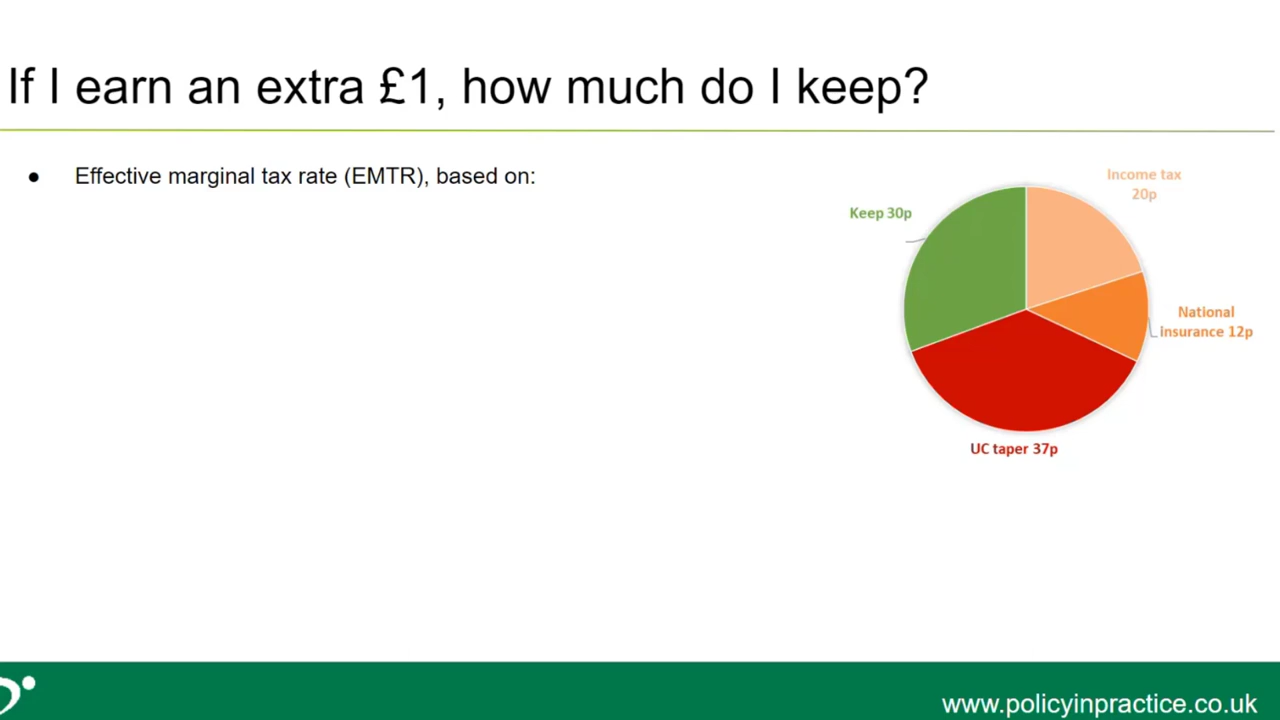 If I earn an extra £1, how much do I keep?
● Effective marginal tax rate (EMTR), based on:
Income tax
20p
Keep 30p
National
insurance 12p
UC taper 37p
www.policyinpractice.co.uk